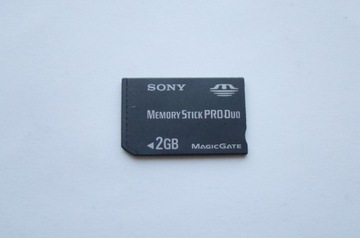 SONY
MEMORY STICK PRO DUO
2GB
MAGICGATE